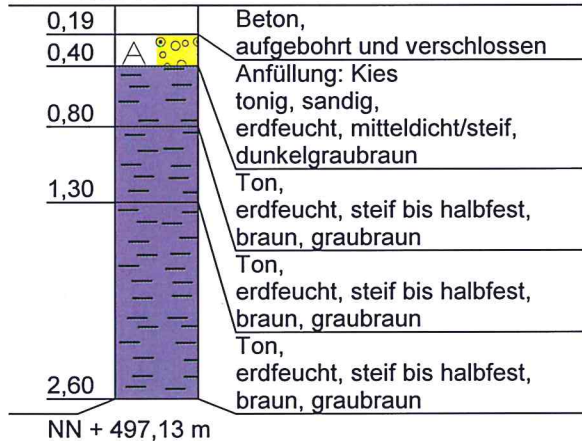 0,19
Beton,
aufgebohrt und verschlossen
0,40
A
Anfüllung: Kies
tonig, sandig,
erdfeucht, mitteldicht/steif,
dunkelgraubraun
0,80
Ton,
erdfeucht, steif bis halbfest,
braun, graubraun
1,30
Ton,
erdfeucht, steif bis halbfest,
braun, graubraun
Ton,
erdfeucht, steif bis halbfest,
braun, graubraun
2,60
NN + 497,13 m